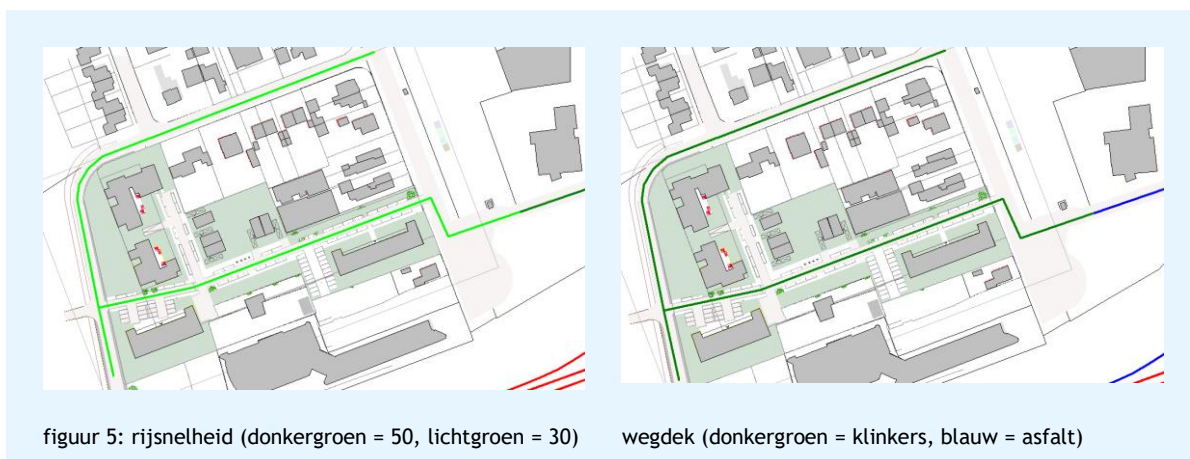 figuur 5: rijsnelheid (donkergroen = 50, lichtgroen = 30) wegdek (donkergroen = klinkers, blauw = asfalt)